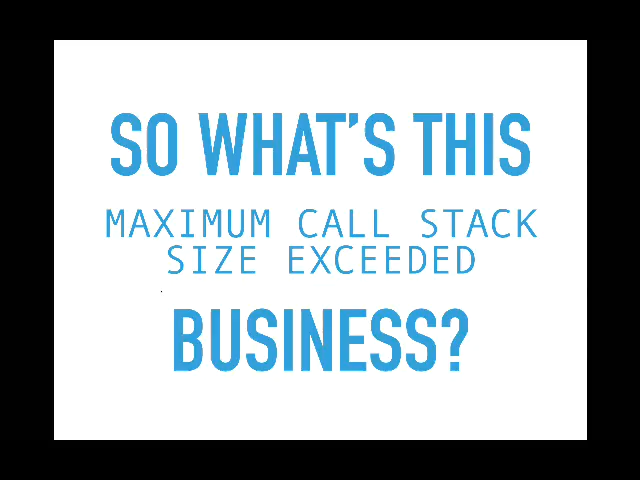 SO WHAT'S THIS
MAXIMUM CALL STACK
SIZE EXCEEDED
BUSINESS?